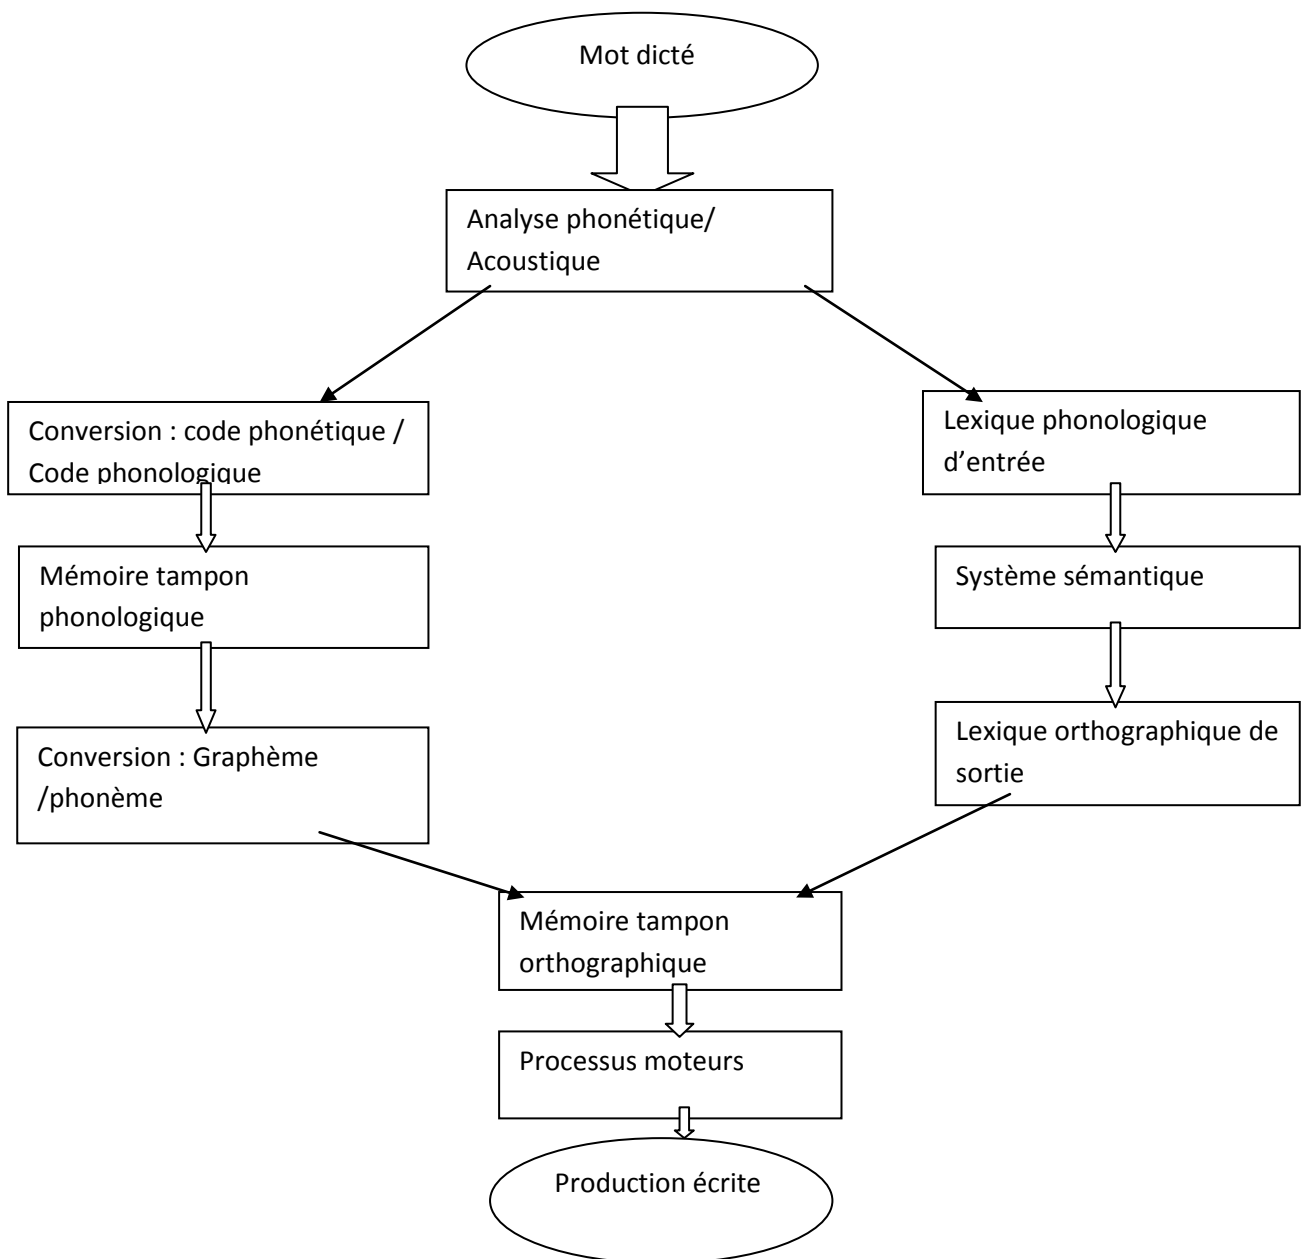 Mot dicté
Analyse phonétique/
Acoustique
Conversion : code phonétique /
Code phonologique
Lexique phonologique
d’entrée
Mémoire tampon
phonologique
Système sémantique
Conversion : Graphème
/phonème
Lexique orthographique de
sortie
Mémoire tampon
orthographique
Processus moteurs
Production écrite